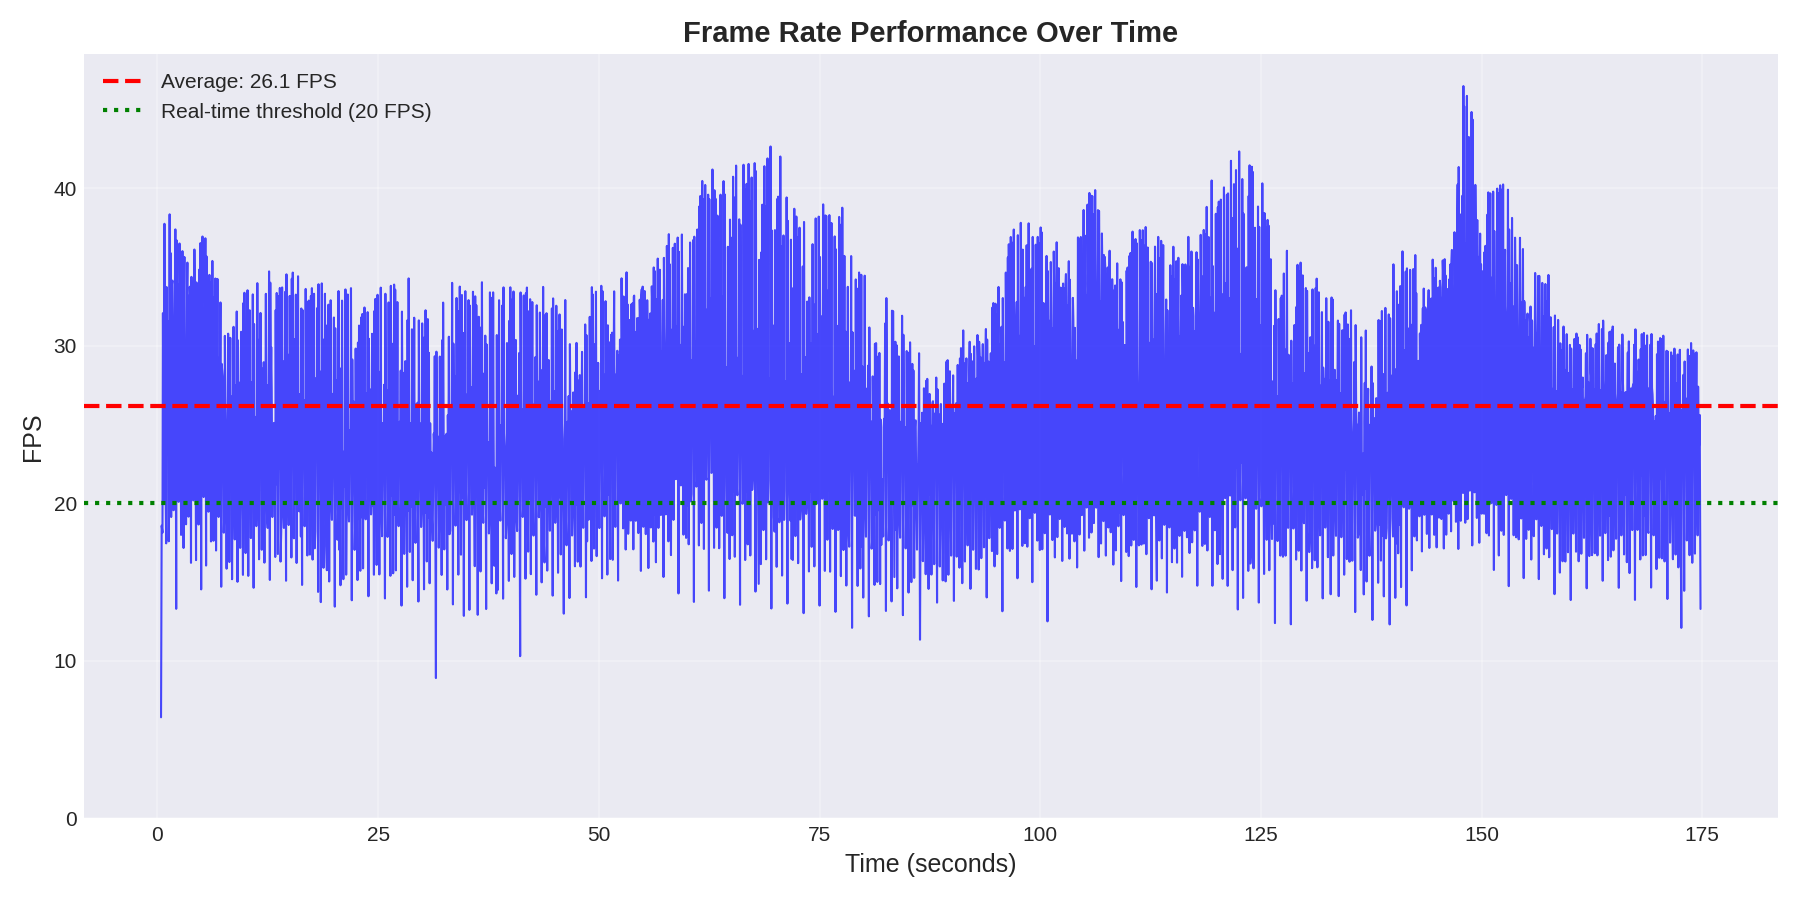 Frame Rate Performance Over Time
Average: 26.1 FPS
Real-time threshold (20 FPS)
FPS
40
30
20
10
0
0 25 50 75 100 125 150 175
Time (seconds)